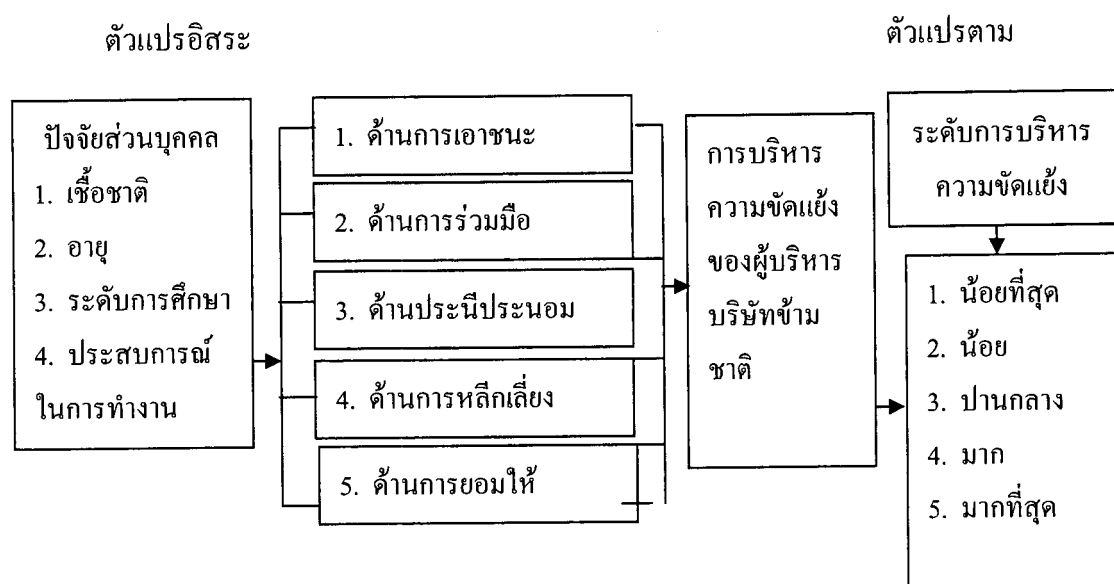 ตัวแปรอิสระ
ตัวแปรตาม
ปัจจัยส่วนบุคคล
1. เชื้อชาติ
2. อายุ
3. ระดับการศึกษา
4. ประสบการณ์
ในการทำงาน
1. ด้านการเอาชนะ
2. ด้านการร่วมมือ
3. ด้านประนีประนอม
4. ด้านการหลีกเลี่ยง
5. ด้านการยอมให้
การบริหาร
ความขัดแย้ง
ของผู้บริหาร
บริษัทข้าม
ชาติ
ระดับการบริหาร
ความขัดแย้ง
1. น้อยที่สุด
2. น้อย
3. ปานกลาง
4. มาก
5. มากที่สุด